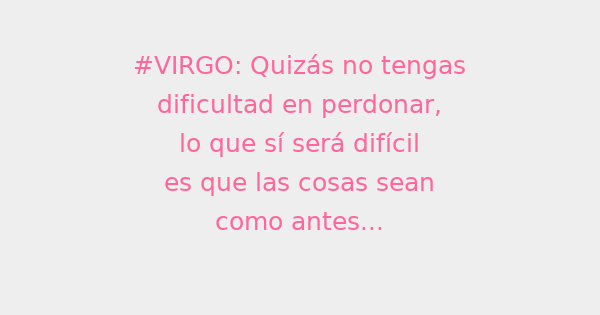 #VIRGO: Quizás no tengas
dificultad en perdonar,
lo que sí será difícil
es que las cosas sean
como antes...